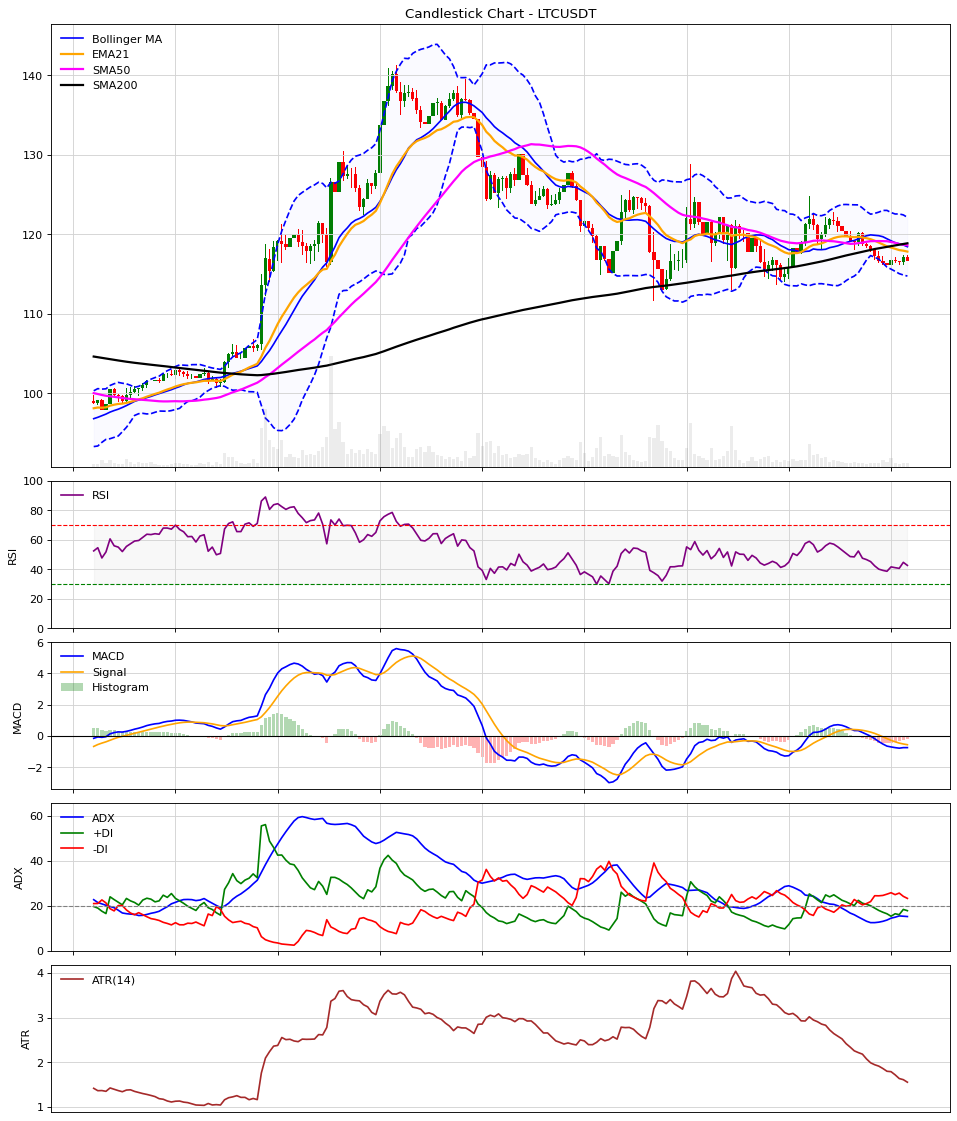 Candlestick Chart - LTCUSDT
Bollinger MA
EMA21
SMA50
SMA200
140
130
120
110
100
100
80
60
40
20
0
RSI
RSI
6
4
2
0
−2
MACD
MACD
Signal
Histogram
60
40
20
0
ADX
ADX
+DI
-DI
4
3
2
1
ATR
ATR(14)